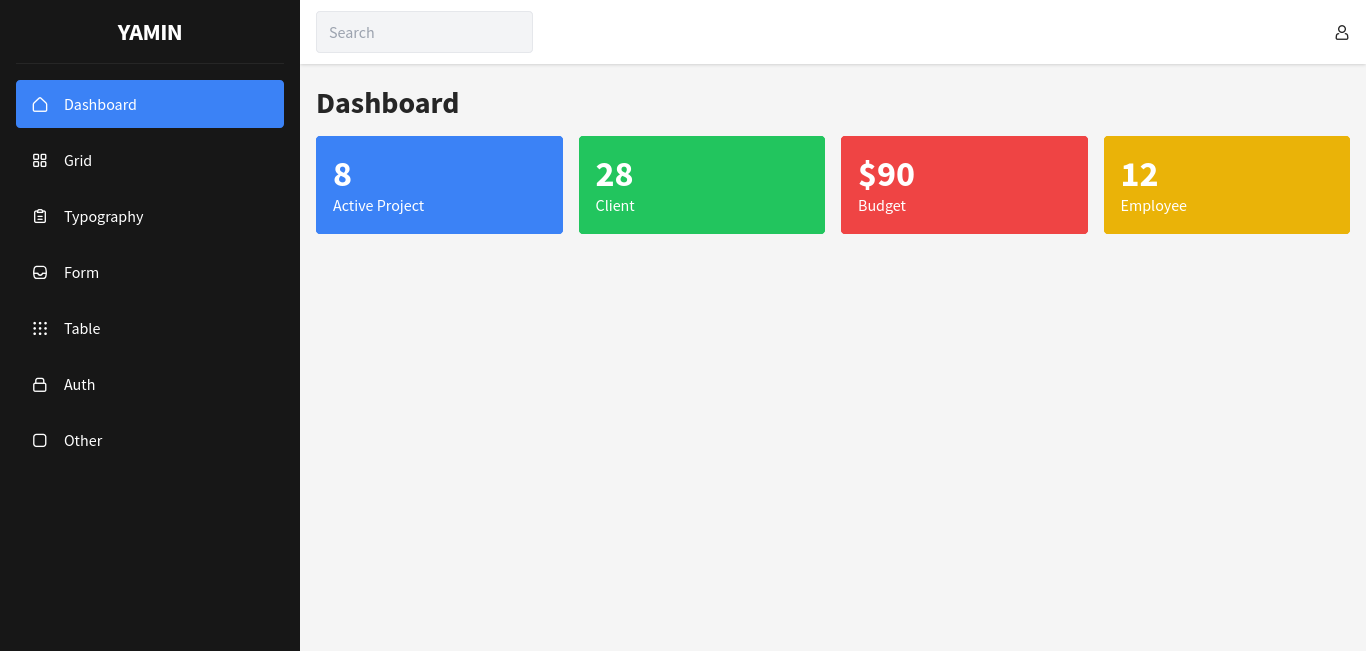 YAMIN
Dashboard
Grid
Typography
Form
Table
Auth
Other
Search
Dashboard
8
Active Project
28
Client
$90
Budget
12
Employee